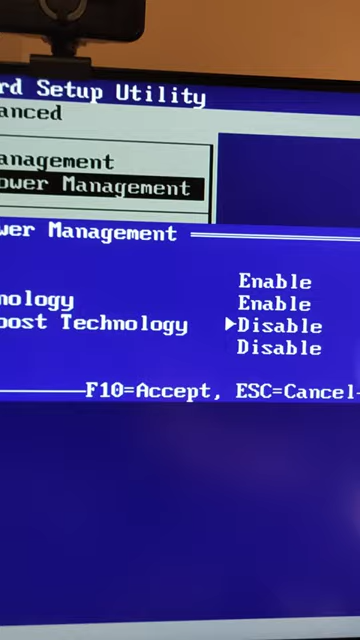 rd Setup Utility
anced
anagement
ower Management
wer Management
Enable
nology Enable
oost Technology ▶Disable
Disable
F10=Accept, ESC=Cancel